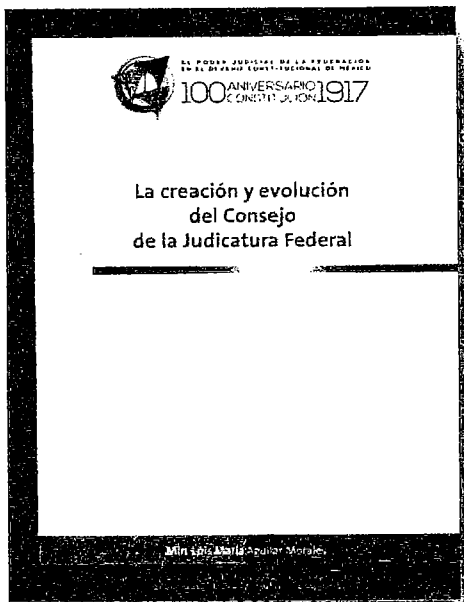 EL PODER JUDICIAL DE LA FEDERACIÓN
EN EL DEVENIR CONSTITUCIONAL DE MÉXICO
100 ANIVERSARIO CONSTITUCIÓN 1917
La creación y evolución
del Consejo
de la Judicatura Federal
Min Luis María Aguilar Morales